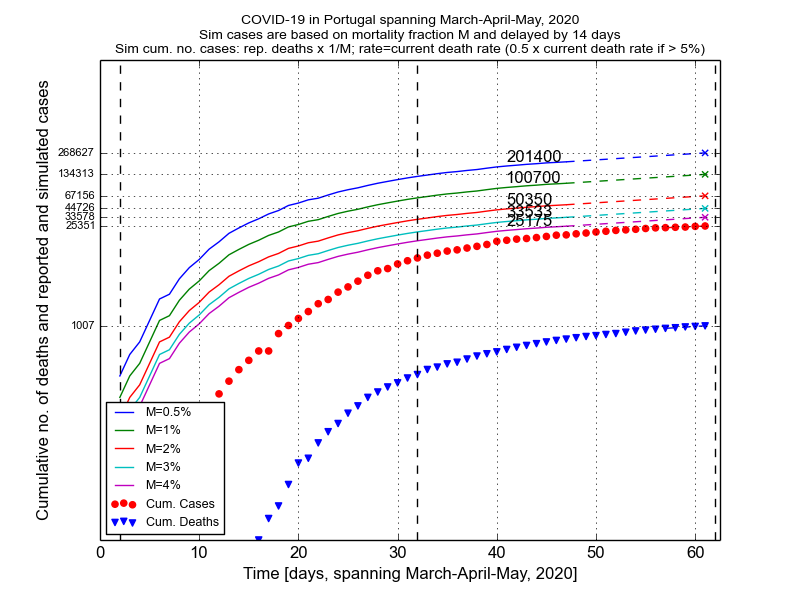 COVID-19 in Portugal spanning March-April-May, 2020
Sim cases are based on mortality fraction M and delayed by 14 days
Sim cum. no. cases: rep. deaths x 1/M; rate=current death rate (0.5 x current death rate if > 5%)
Cumulative no. of deaths and reported and simulated cases
268627
134313
67156
44726
33578
25351
1007
201400
100700
50350
33533
25175
M=0.5%
M=1%
M=2%
M=3%
M=4%
Cum. Cases
Cum. Deaths
0 10 20 30 40 50 60
Time [days, spanning March-April-May, 2020]